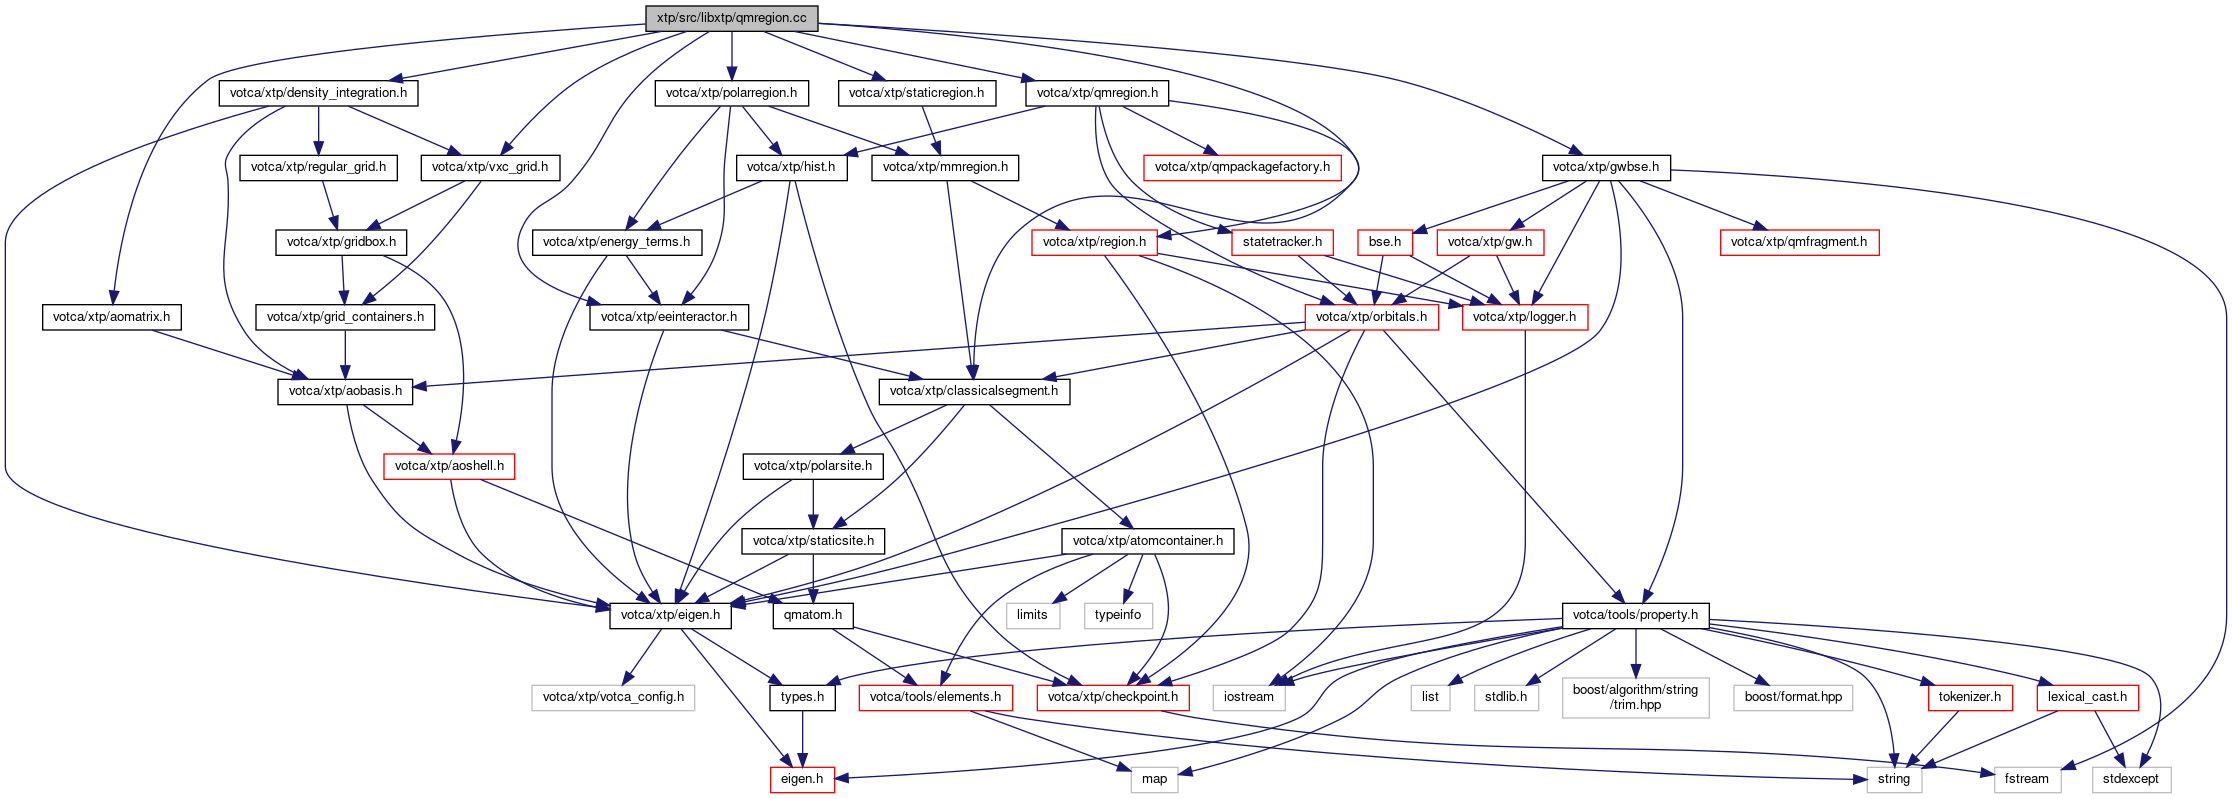 xtp/src/libxtp/qmregion.cc
votca/xtp/density_integration.h
votca/xtp/polarregion.h
votca/xtp/staticregion.h
votca/xtp/qmregion.h
votca/xtp/regular_grid.h
votca/xtp/vxc_grid.h
votca/xtp/hist.h
votca/xtp/mmregion.h
votca/xtp/qmpackagefactory.h
votca/xtp/gwbse.h
votca/xtp/gridbox.h
votca/xtp/energy_terms.h
votca/xtp/region.h
statetracker.h
bse.h
votca/xtp/gw.h
votca/xtp/qmfragment.h
votca/xtp/aomatrix.h
votca/xtp/grid_containers.h
votca/xtp/eeinteractor.h
votca/xtp/orbitals.h
votca/xtp/logger.h
votca/xtp/aobasis.h
votca/xtp/classicalsegment.h
votca/xtp/aoshell.h
votca/xtp/polarsite.h
votca/xtp/staticsite.h
votca/xtp/atomcontainer.h
votca/xtp/eigen.h
qmatom.h
limits
typeinfo
votca/tools/property.h
votca/xtp/votca_config.h
types.h
votca/tools/elements.h
votca/xtp/checkpoint.h
iostream
list
stdlib.h
boost/algorithm/string
/trim.hpp
boost/format.hpp
tokenizer.h
lexical_cast.h
eigen.h
map
string
fstream
stdexcept